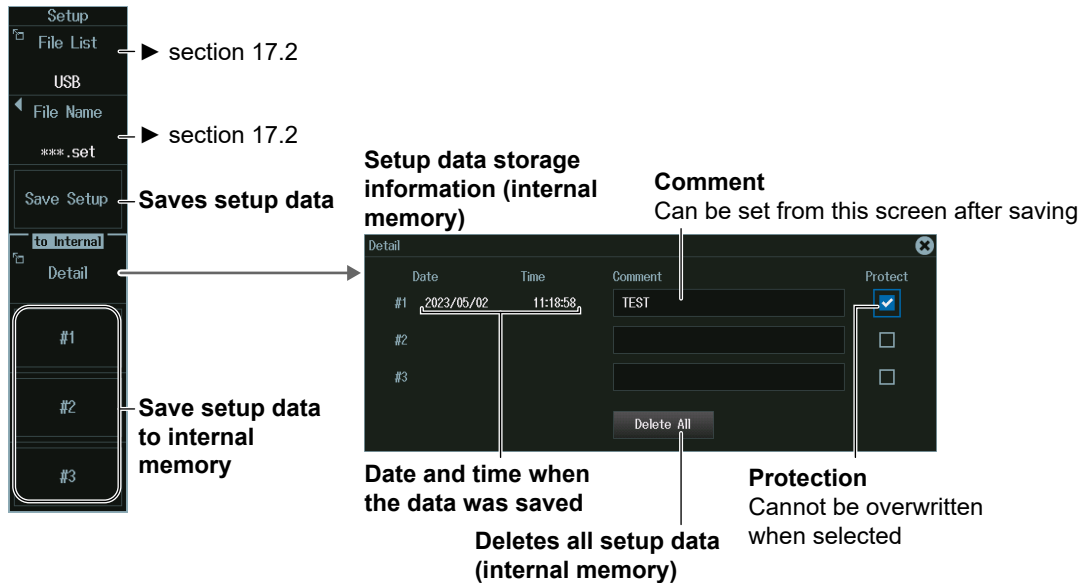 Setup
File List
USB
► section 17.2
File Name
***.set
► section 17.2
Save Setup
Saves setup data
to Internal
Detail
#1
#2
#3
Save setup data
to internal
memory
Setup data storage
information (internal
memory)
Comment
Can be set from this screen after saving
Detail
Date Time Comment Protect
#1 2023/05/02 11:18:58 TEST
#2
#3
Delete All
Date and time when
the data was saved
Deletes all setup data
(internal memory)
Protection
Cannot be overwritten
when selected